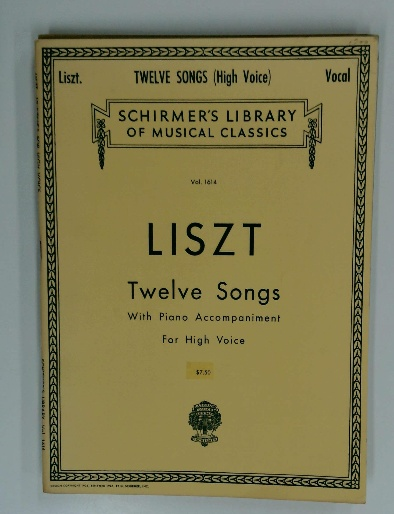 Liszt. TWELVE SONGS (High Voice) Vocal
SCHIRMER'S LIBRARY
OF MUSICAL CLASSICS
Vol. 1614
LISZT
Twelve Songs
With Piano Accompaniment
For High Voice
$7.50